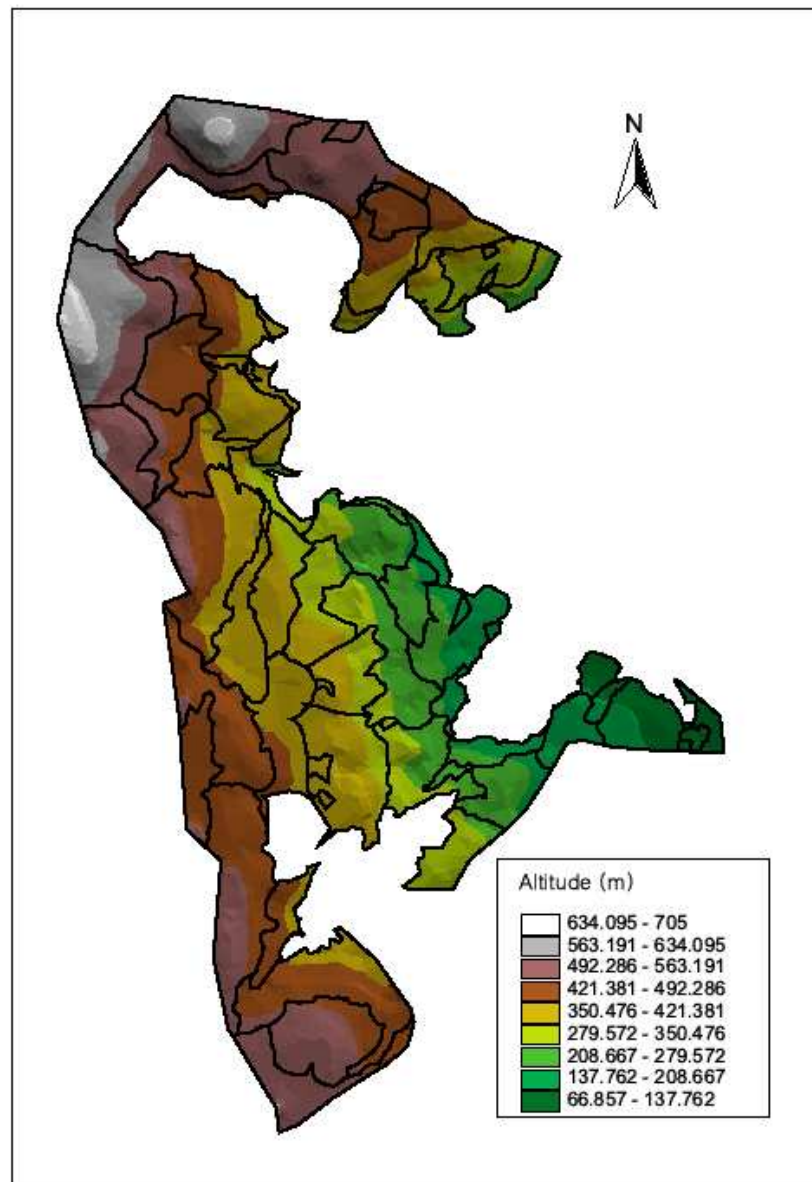 N
Altitude (m)
634.095 - 705
563.191 - 634.095
492.286 - 563.191
421.381 - 492.286
350.476 - 421.381
279.572 - 350.476
208.667 - 279.572
137.762 - 208.667
66.857 - 137.762